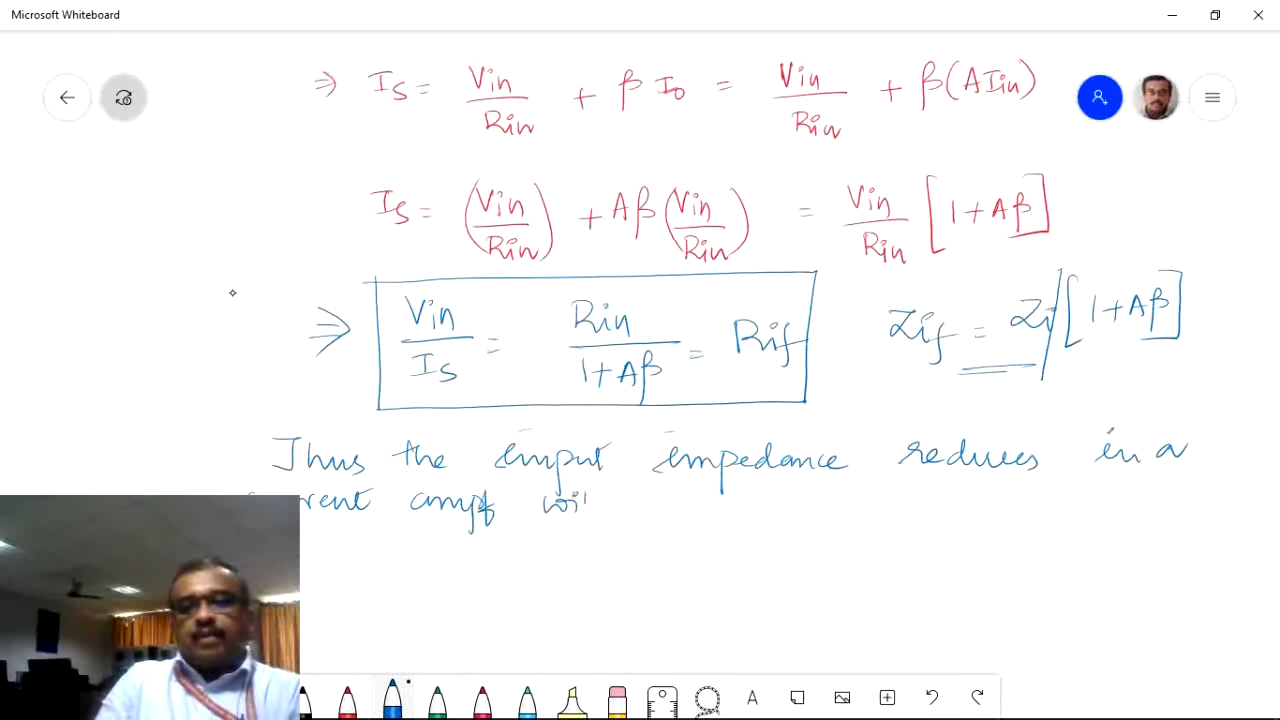 Microsoft Whiteboard
⇒ Is = Vin/Rin + β Io = Vin/Rin + β(A Iin)
Is = (Vin/Rin) + Aβ (Vin/Rin) = Vin/Rin [1+Aβ]
⇒ Vin/Is = Rin/1+Aβ = Rif Zif = Zi/[1+Aβ]
Thus the input impedance reduces in a
rrent ampf wi